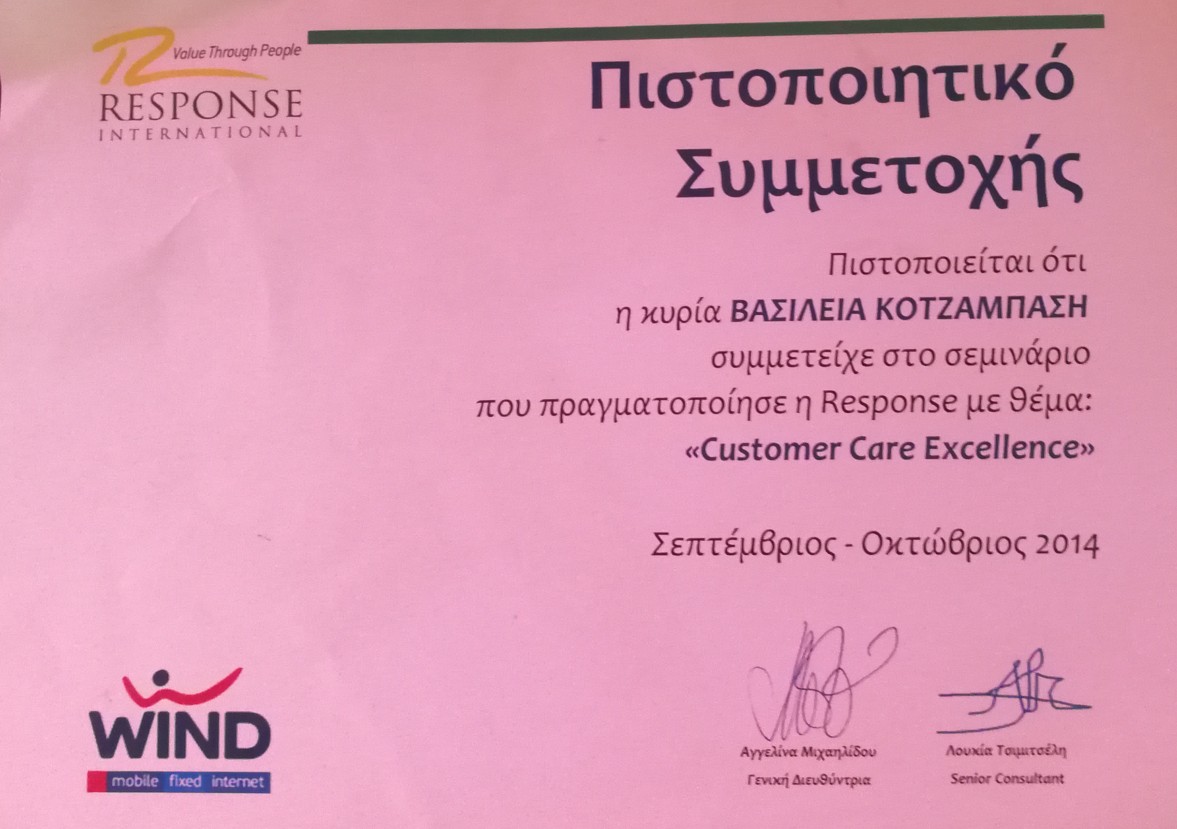 Value Through People
RESPONSE
INTERNATIONAL
Πιστοποιητικό
Συμμετοχής
Πιστοποιείται ότι
η κυρία ΒΑΣΙΛΕΙΑ ΚΟΤΖΑΜΠΑΣΗ
συμμετείχε στο σεμινάριο
που πραγματοποίησε η Response με θέμα:
«Customer Care Excellence»
Σεπτέμβριος - Οκτώβριος 2014
WIND
mobile fixed internet
Αγγελίνα Μιχαηλίδου
Γενική Διευθύντρια
Λουκία Τσιμιτσέλη
Senior Consultant